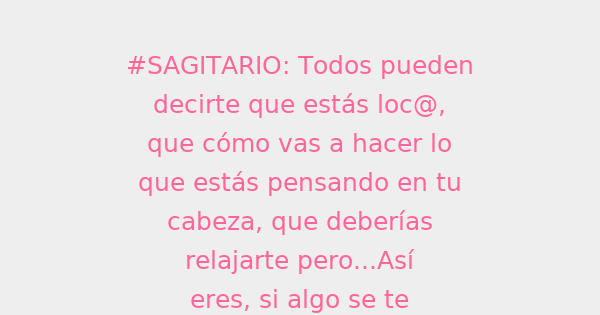 #SAGITARIO: Todos pueden
decirte que estás loc@,
que cómo vas a hacer lo
que estás pensando en tu
cabeza, que deberías
relajarte pero...Así
eres, si algo se te